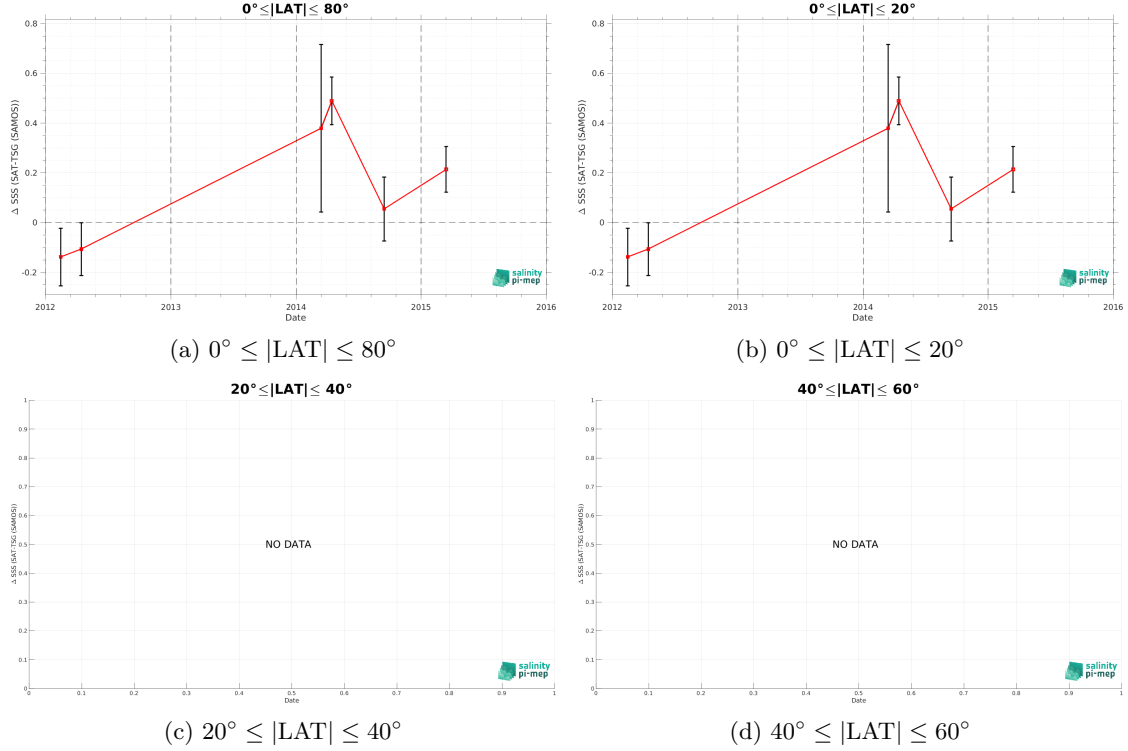 0°≤|LAT|≤ 80°
Δ SSS (SAT-TSG (SAMOS))
0.8
0.6
0.4
0.2
0
-0.2
2012
2013
2014
2015
2016
Date
salinity
pi-mep
(a) 0° ≤ |LAT| ≤ 80°
0°≤|LAT|≤ 20°
Δ SSS (SAT-TSG (SAMOS))
0.8
0.6
0.4
0.2
0
-0.2
2012
2013
2014
2015
2016
Date
salinity
pi-mep
(b) 0° ≤ |LAT| ≤ 20°
20°≤|LAT|≤ 40°
Δ SSS (SAT-TSG (SAMOS))
1
0.9
0.8
0.7
0.6
0.5
0.4
0.3
0.2
0.1
0
NO DATA
0
0.1
0.2
0.3
0.4
0.5
0.6
0.7
0.8
0.9
1
Date
salinity
pi-mep
(c) 20° ≤ |LAT| ≤ 40°
40°≤|LAT|≤ 60°
Δ SSS (SAT-TSG (SAMOS))
1
0.9
0.8
0.7
0.6
0.5
0.4
0.3
0.2
0.1
0
NO DATA
0
0.1
0.2
0.3
0.4
0.5
0.6
0.7
0.8
0.9
1
Date
salinity
pi-mep
(d) 40° ≤ |LAT| ≤ 60°